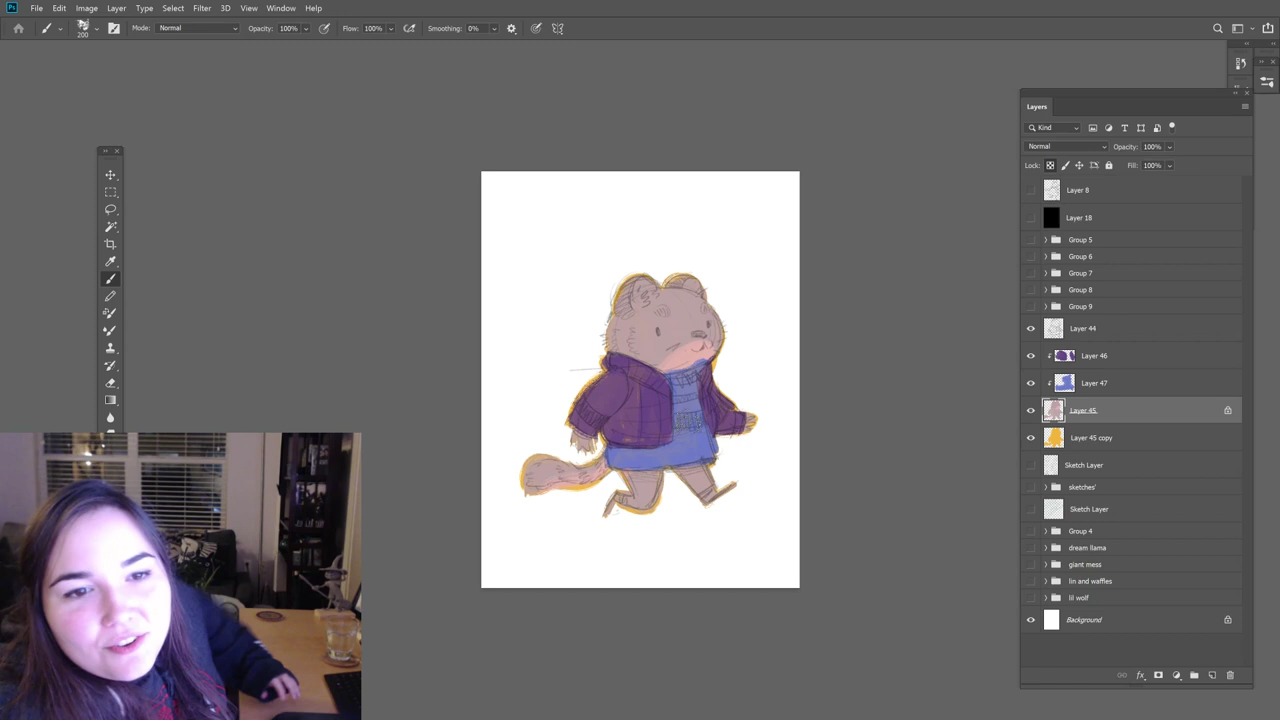 Ps File Edit Image Layer Type Select Filter 3D View Window Help
200 Mode: Normal Opacity: 100% Flow: 100% Smoothing: 0%
Layers
Kind
Normal Opacity: 100%
Lock: Fill: 100%
Layer 8
Layer 18
Group 5
Group 6
Group 7
Group 8
Group 9
Layer 44
Layer 46
Layer 47
Layer 45
Layer 45 copy
Sketch Layer
sketches'
Sketch Layer
Group 4
dream llama
giant mess
lin and waffles
lil wolf
Background
fx